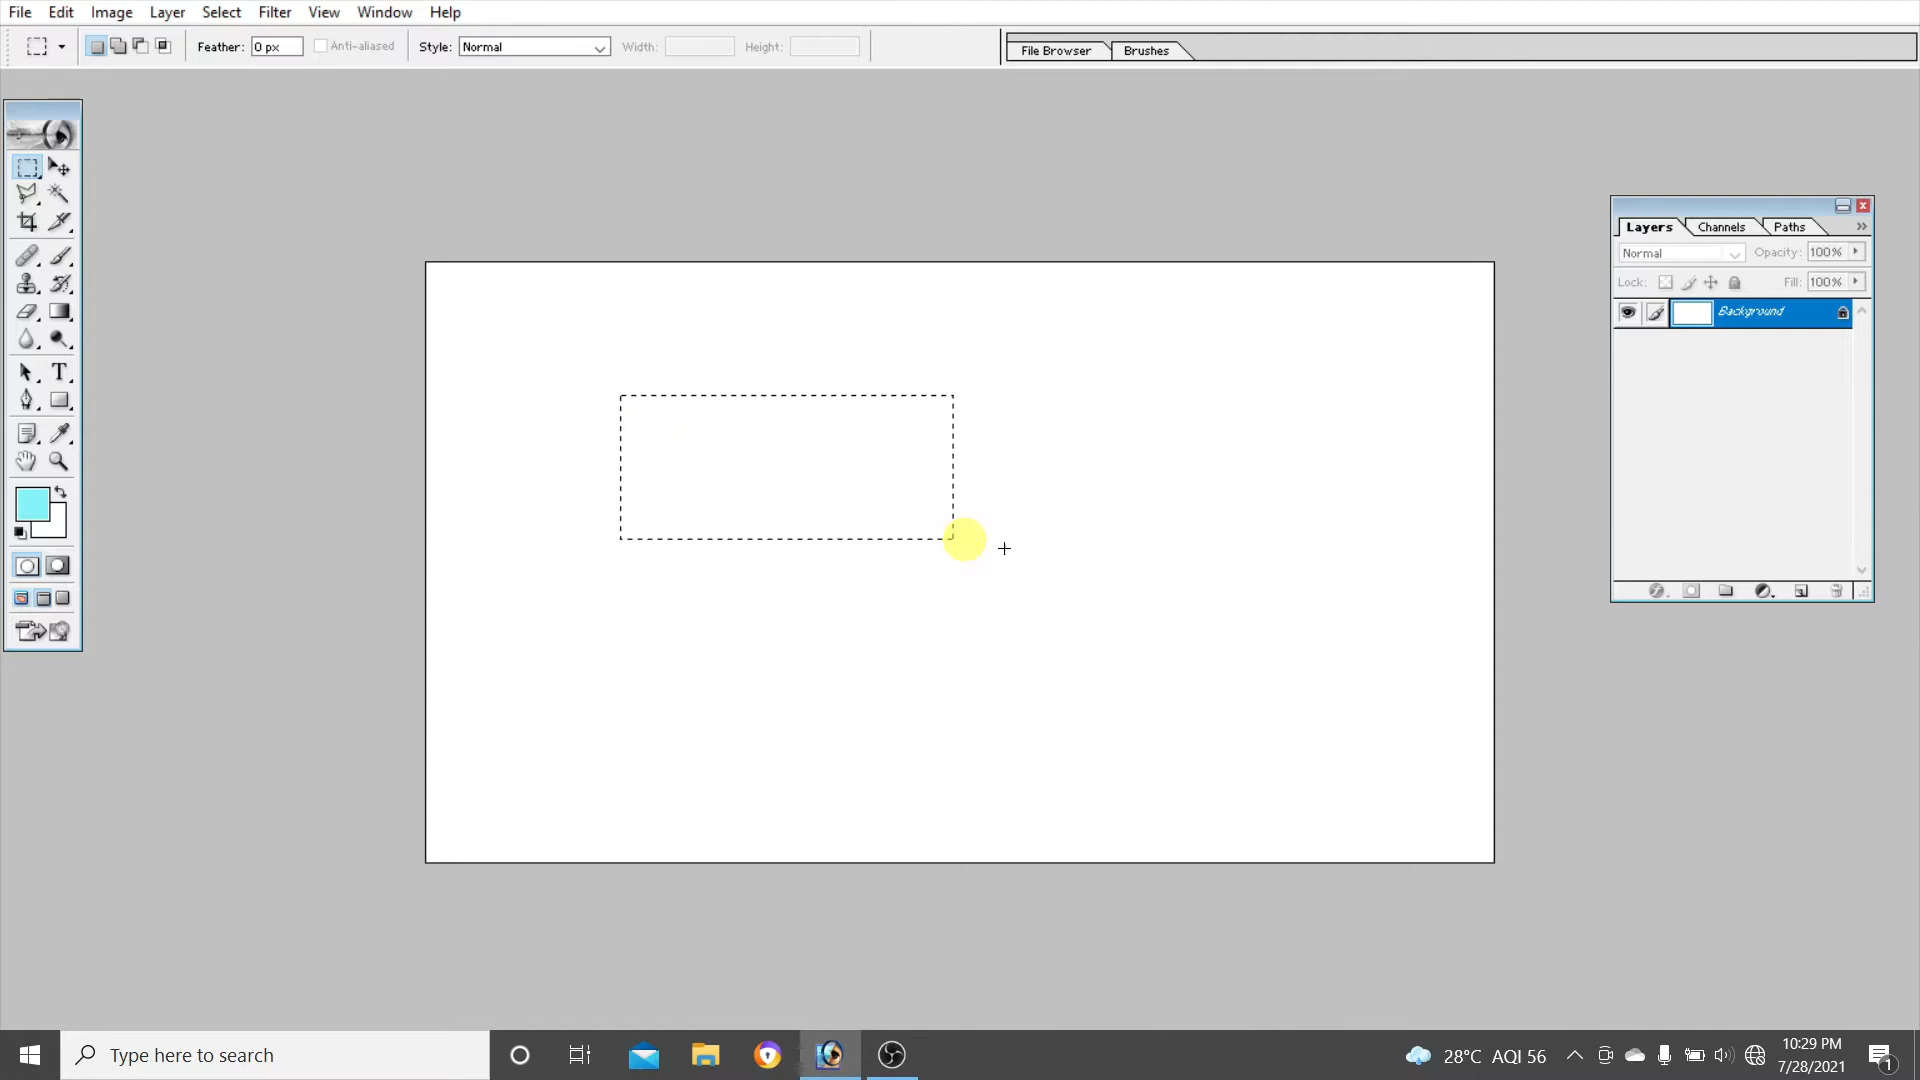 File Edit Image Layer Select Filter View Window Help
Feather: 0 px Anti-aliased Style: Normal Width: Height: File Browser Brushes
Layers Channels Paths
Normal Opacity: 100%
Lock: Fill: 100%
Background
T
Type here to search
28°C AQI 56
10:29 PM
7/28/2021
1